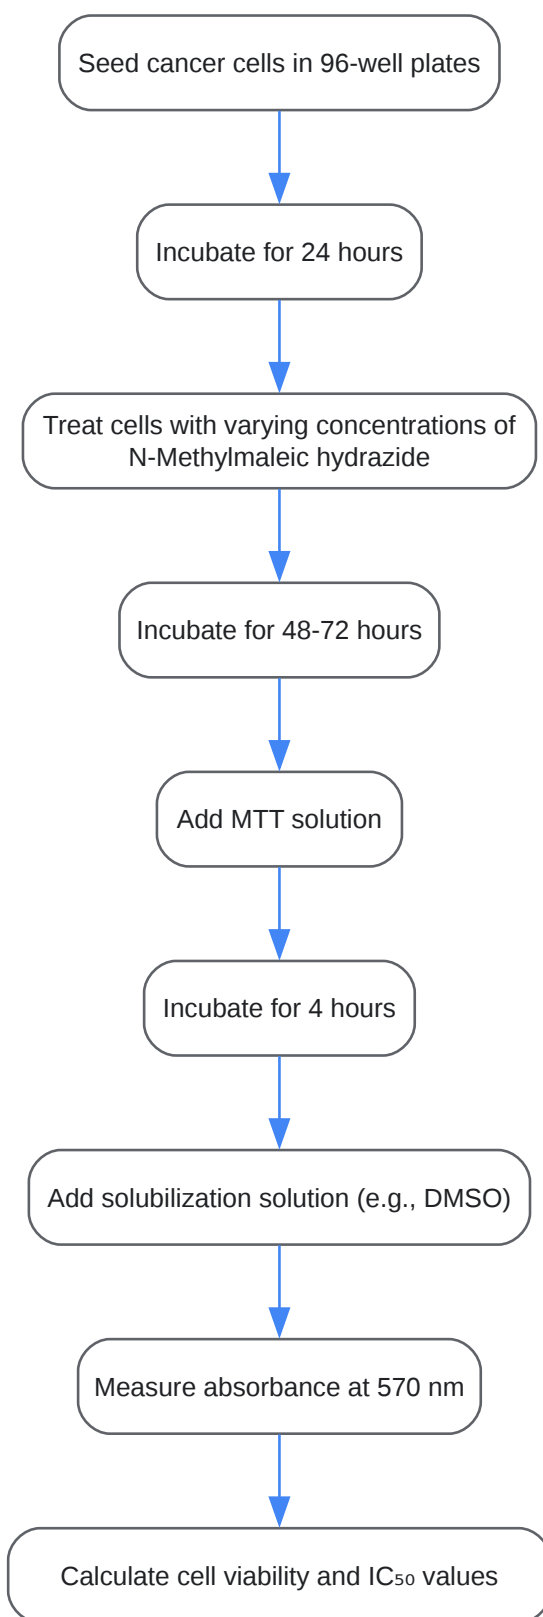 Seed cancer cells in 96-well plates
Incubate for 24 hours
Treat cells with varying concentrations of
N-Methylmaleic hydrazide
Incubate for 48-72 hours
Add MTT solution
Incubate for 4 hours
Add solubilization solution (e.g., DMSO)
Measure absorbance at 570 nm
Calculate cell viability and IC₅₀ values